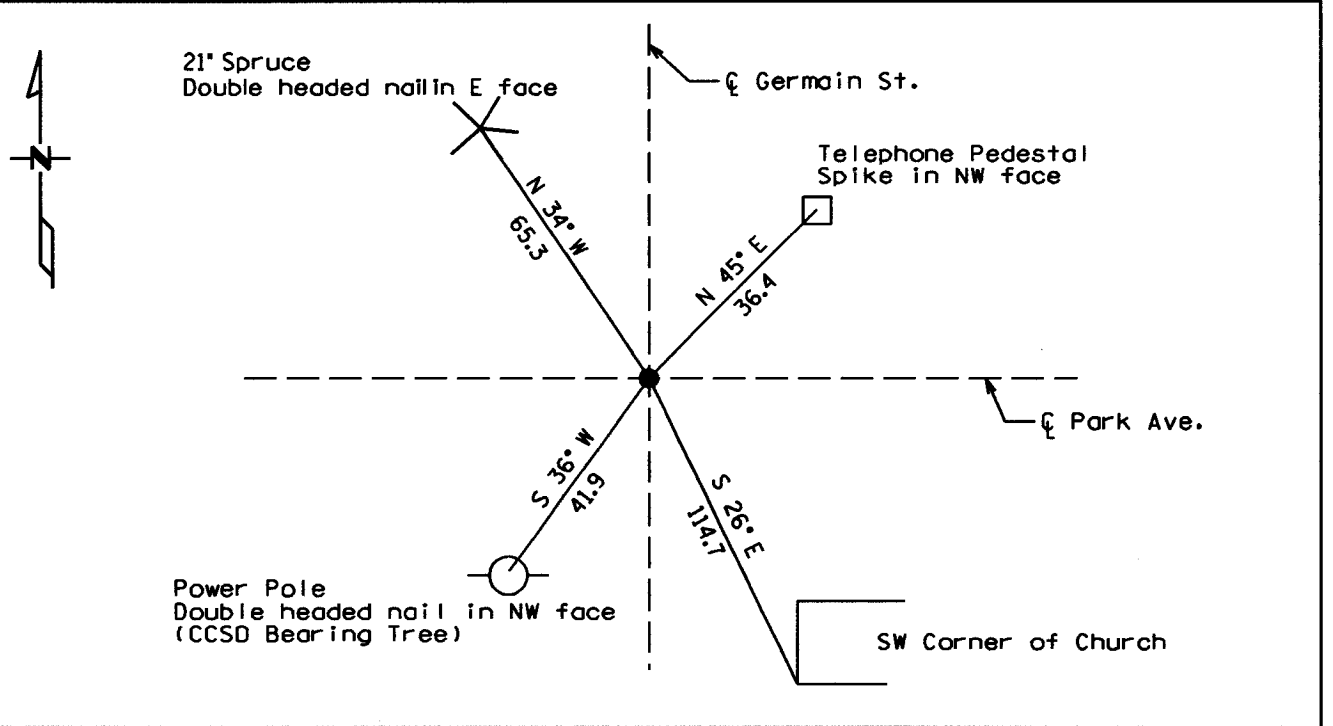 21" Spruce
Double headed nail in E face
℄ Germain St.
Telephone Pedestal
Spike in NW face
N
N 34° W
65.3
N 45° E
36.4
℄ Park Ave.
S 36° W
41.9
S 26° E
114.7
Power Pole
Double headed nail in NW face
(CCSD Bearing Tree)
SW Corner of Church